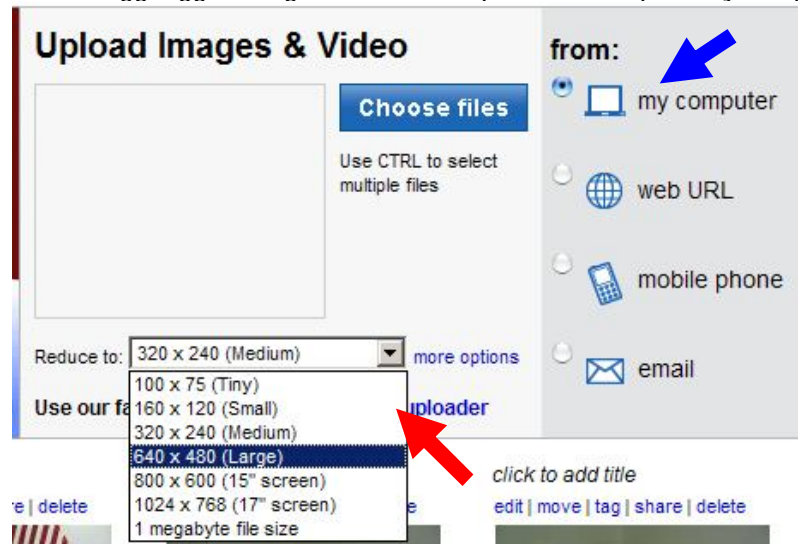 Upload Images & Video
Choose files
Use CTRL to select
multiple files
from:
my computer
web URL
mobile phone
email
Reduce to: 320 x 240 (Medium) more options
100 x 75 (Tiny)
160 x 120 (Small)
320 x 240 (Medium)
640 x 480 (Large)
800 x 600 (15" screen)
1024 x 768 (17" screen)
1 megabyte file size
Use our uploader
click to add title
delete
edit | move | tag | share | delete